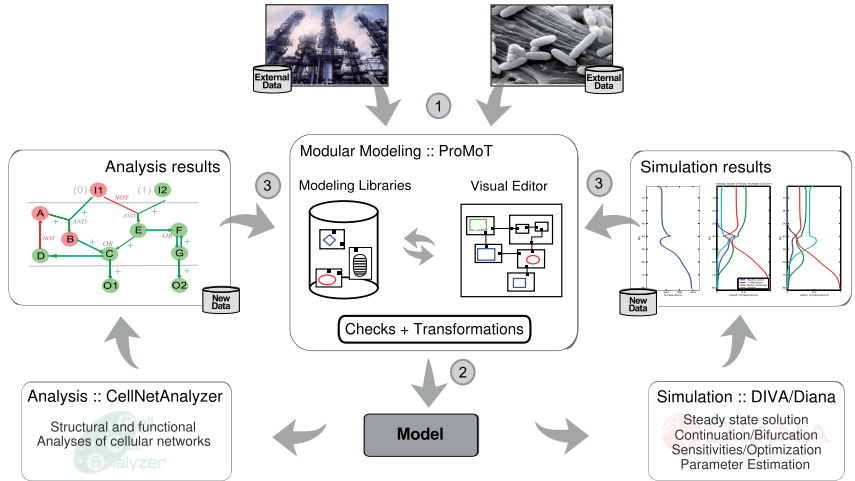 External
Data
External
Data
1
Analysis results
(0) I1 NOT (1) I2
A + + + AND F
AND B E + OR
NOT + OR + G
D C +
+ +
O1 O2
New
Data
3
Modular Modeling :: ProMoT
Modeling Libraries
Visual Editor
Checks + Transformations
3
Simulation results
New
Data
2
Analysis :: CellNetAnalyzer
Structural and functional
Analyses of cellular networks
Cell
Analyzer
Model
Simulation :: DIVA/Diana
Steady state solution
Continuation/Bifurcation
Sensitivities/Optimization
Parameter Estimation